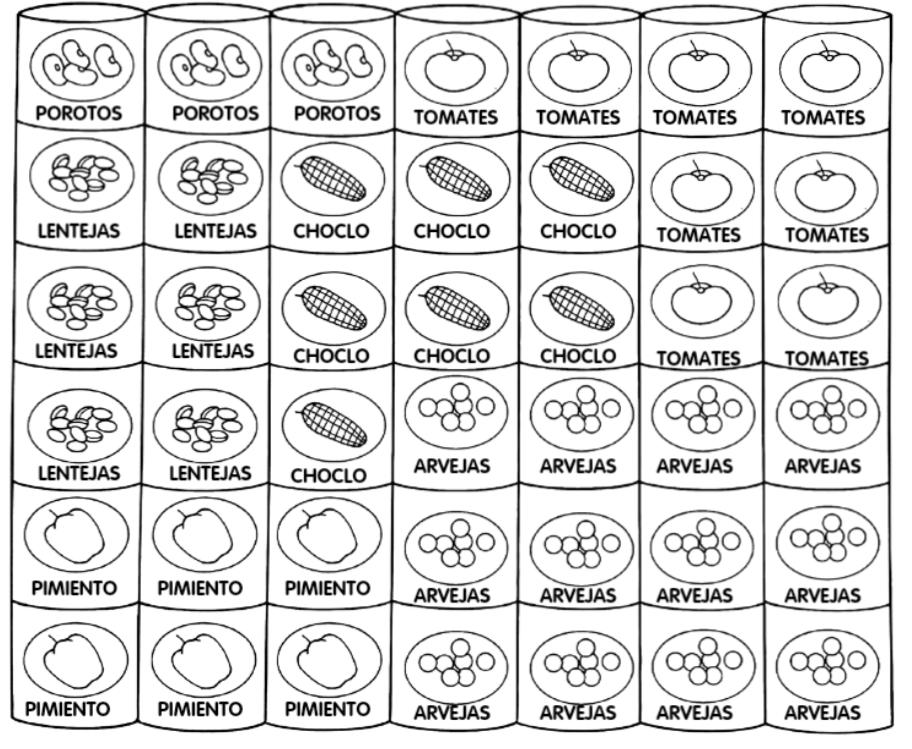 POROTOS POROTOS POROTOS TOMATES TOMATES TOMATES TOMATES
LENTEJAS LENTEJAS CHOCLO CHOCLO CHOCLO TOMATES TOMATES
LENTEJAS LENTEJAS CHOCLO CHOCLO CHOCLO TOMATES TOMATES
LENTEJAS LENTEJAS CHOCLO ARVEJAS ARVEJAS ARVEJAS ARVEJAS
PIMIENTO PIMIENTO PIMIENTO ARVEJAS ARVEJAS ARVEJAS ARVEJAS
PIMIENTO PIMIENTO PIMIENTO ARVEJAS ARVEJAS ARVEJAS ARVEJAS